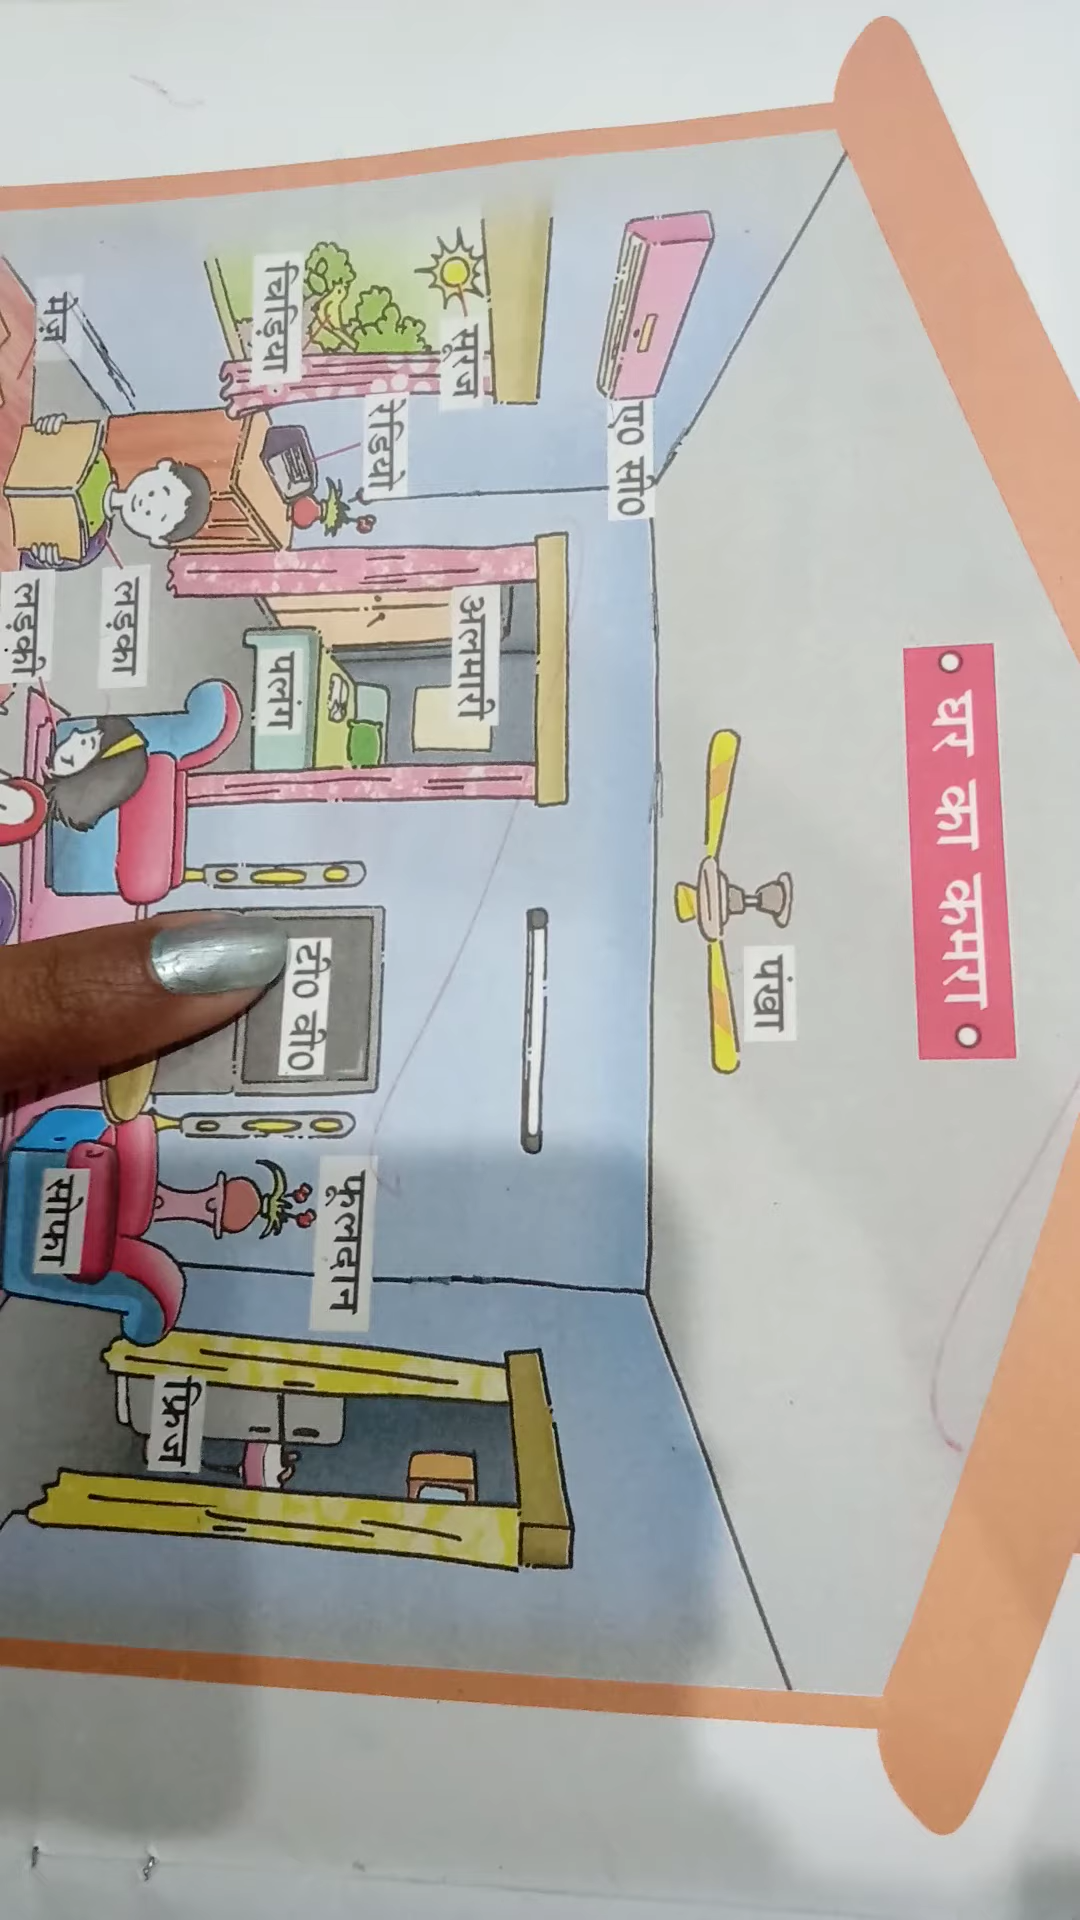 घर का कमरा
पंखा
ए० सी०
सूरज
अलमारी
रेडियो
चिड़िया
पलंग
टी० वी०
फूलदान
मेज़
लड़का
लड़की
सोफा
फ्रिज